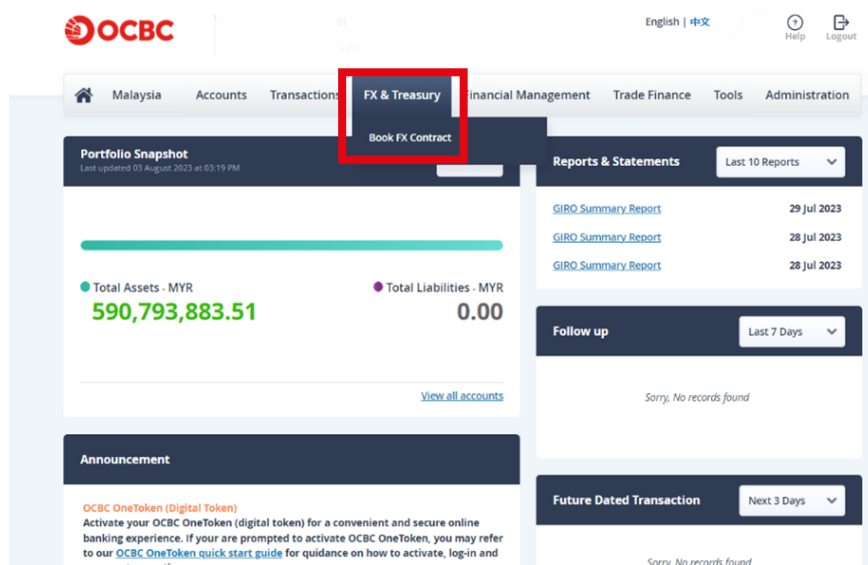 OCBC
English | 中文
Help
Logout
Malaysia Accounts Transactions FX & Treasury Financial Management Trade Finance Tools Administration
Book FX Contract
Portfolio Snapshot
Last updated 03 August 2023 at 03:19 PM
Total Assets - MYR
590,793,883.51
Total Liabilities - MYR
0.00
View all accounts
Reports & Statements
Last 10 Reports
GIRO Summary Report 29 Jul 2023
GIRO Summary Report 28 Jul 2023
GIRO Summary Report 28 Jul 2023
Follow up
Last 7 Days
Sorry, No records found
Announcement
OCBC OneToken (Digital Token)
Activate your OCBC OneToken (digital token) for a convenient and secure online
banking experience. If your are prompted to activate OCBC OneToken, you may refer
to our OCBC OneToken quick start guide for guidance on how to activate, log-in and
Future Dated Transaction
Next 3 Days
Sorry, No records found